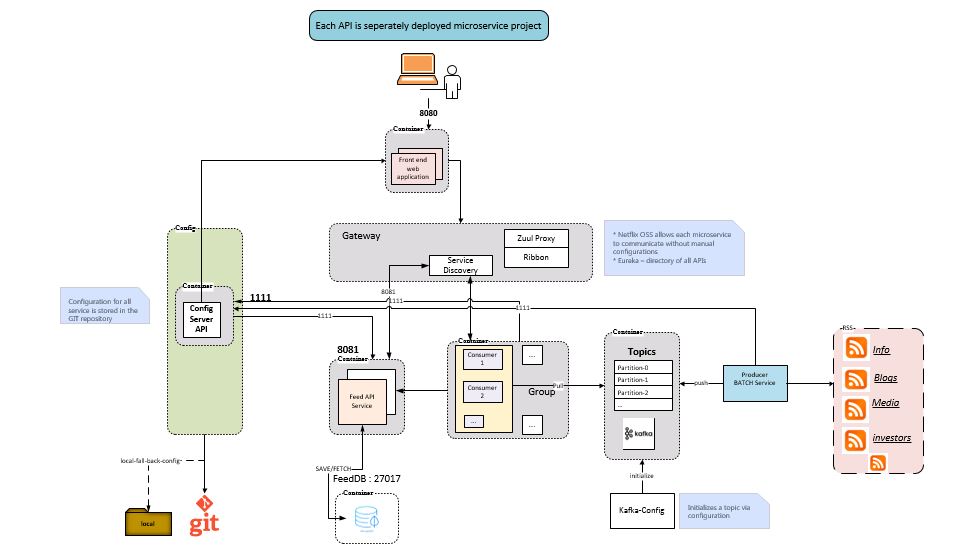 Each API is seperately deployed microservice project
8080
Container
Front end
web
application
Gateway
Zuul Proxy
Ribbon
Service
Discovery
* Netflix OSS allows each microservice
to communicate without manual
configurations
* Eureka – directory of all APIs
Config
Container
Config
Server
API
Configuration for all
service is stored in the
GIT repository
1111
8081
1111
1111
1111
8081
Container
Feed API
Service
Container
Consumer
1
Consumer
2
...
...
Group
...
Pull
Container
Topics
Partition-0
Partition-1
Partition-2
...
kafka
push
Producer
BATCH Service
RSS
Info
Blogs
Media
investors
initialize
Kafka-Config
Initializes a topic via
configuration
local-fall-back-config
local
git
SAVE/FETCH
FeedDB : 27017
Container